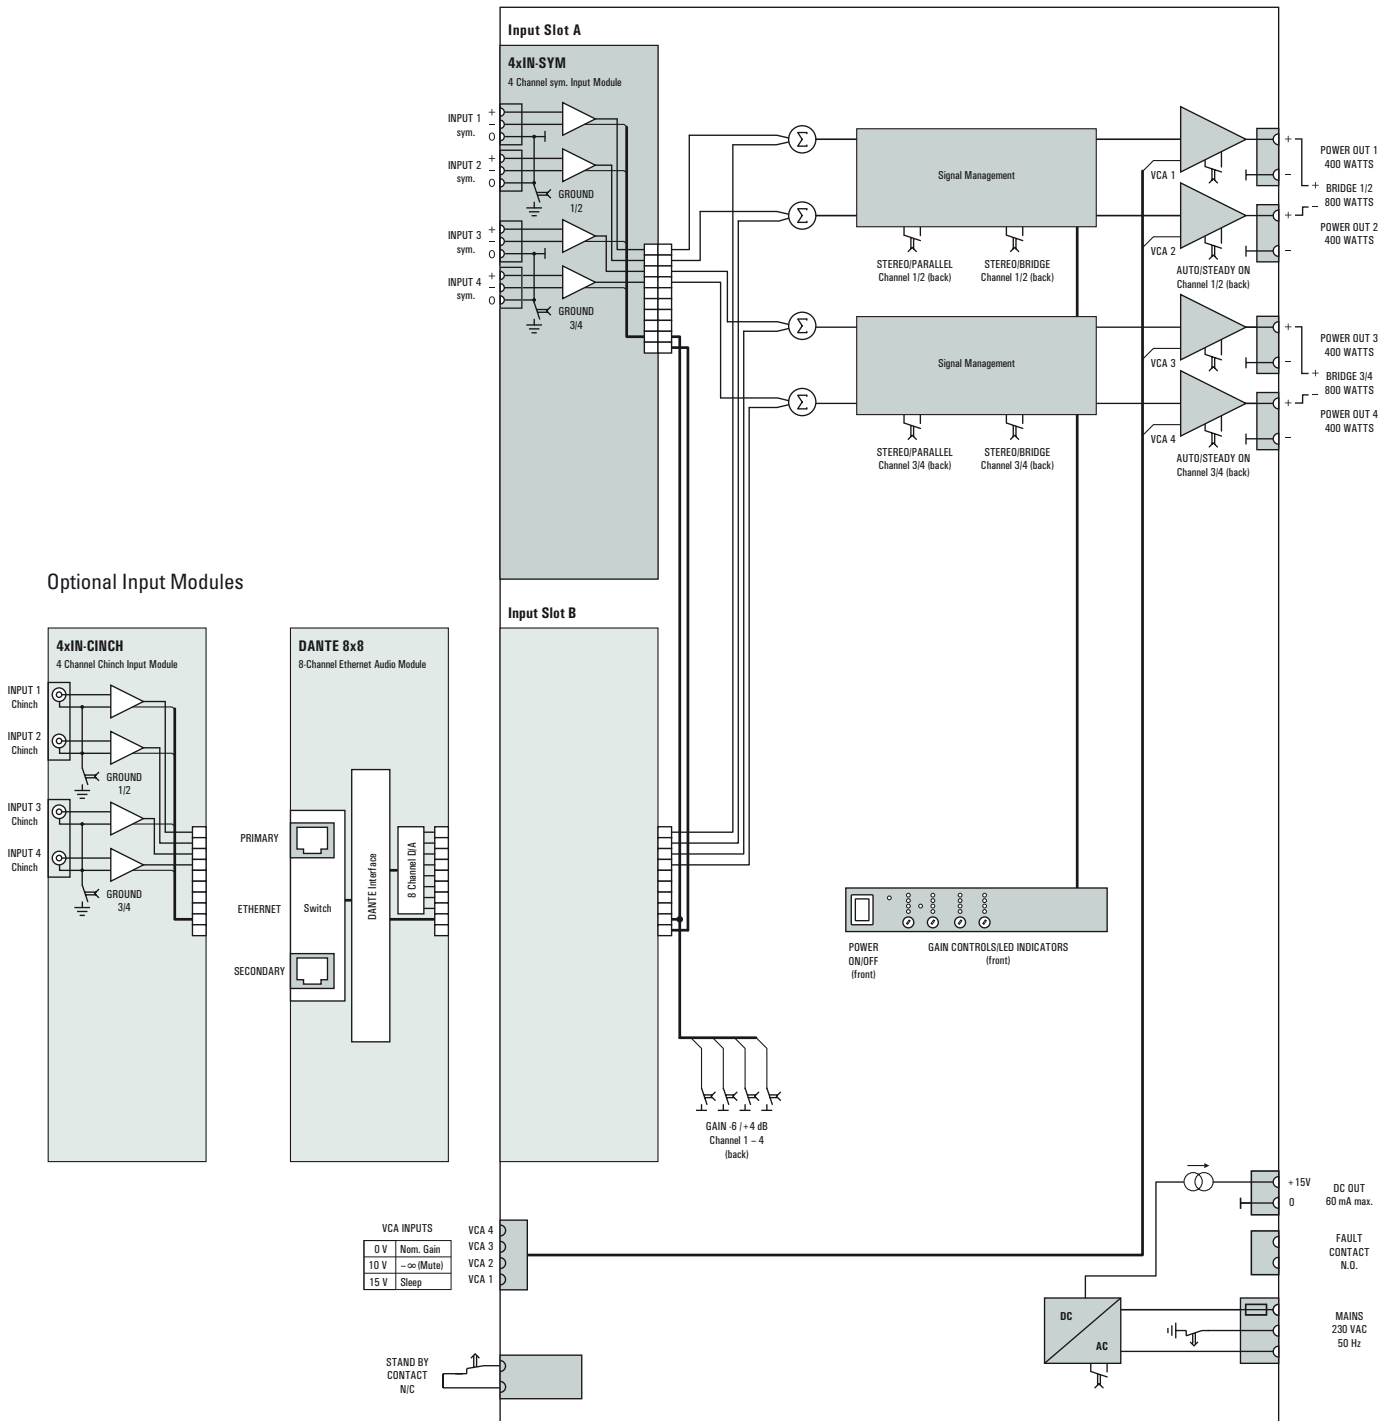 Input Slot A
4xIN-SYM
4 Channel sym. Input Module
INPUT 1
sym.
+
−
0
INPUT 2
sym.
+
−
0
GROUND
1/2
INPUT 3
sym.
+
−
0
INPUT 4
sym.
+
−
0
GROUND
3/4
Σ
Σ
Σ
Σ
Signal Management
STEREO/PARALLEL
Channel 1/2 (back)
STEREO/BRIDGE
Channel 1/2 (back)
Signal Management
STEREO/PARALLEL
Channel 3/4 (back)
STEREO/BRIDGE
Channel 3/4 (back)
VCA 1
VCA 2
AUTO/STEADY ON
Channel 1/2 (back)
VCA 3
VCA 4
AUTO/STEADY ON
Channel 3/4 (back)
+
−
POWER OUT 1
400 WATTS
+
−
BRIDGE 1/2
800 WATTS
+
−
POWER OUT 2
400 WATTS
+
−
POWER OUT 3
400 WATTS
+
−
BRIDGE 3/4
800 WATTS
+
−
POWER OUT 4
400 WATTS
Optional Input Modules
4xIN-CINCH
4 Channel Chinch Input Module
INPUT 1
Chinch
INPUT 2
Chinch
GROUND
1/2
INPUT 3
Chinch
INPUT 4
Chinch
GROUND
3/4
DANTE 8x8
8-Channel Ethernet Audio Module
PRIMARY
ETHERNET
Switch
SECONDARY
DANTE Interface
8 Channel D/A
Input Slot B
POWER
ON/OFF
(front)
GAIN CONTROLS/LED INDICATORS
(front)
GAIN -6 /+4 dB
Channel 1 – 4
(back)
VCA INPUTS
0 V Nom. Gain
10 V – ∞ (Mute)
15 V Sleep
VCA 4
VCA 3
VCA 2
VCA 1
STAND BY
CONTACT
N/C
+15V
0
DC OUT
60 mA max.
FAULT
CONTACT
N.O.
DC
AC
MAINS
230 VAC
50 Hz